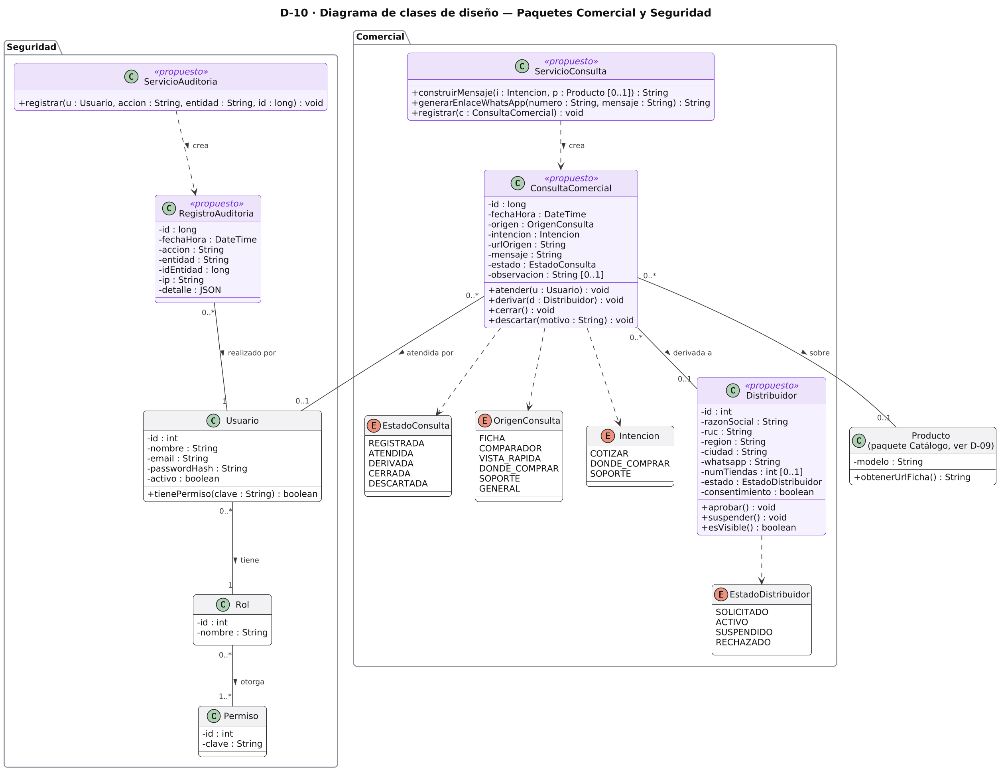 D-10 · Diagrama de clases de diseño — Paquetes Comercial y Seguridad
Seguridad
C
«propuesto»
ServicioAuditoria
+registrar(u : Usuario, accion : String, entidad : String, id : long) : void
crea
C
«propuesto»
RegistroAuditoria
-id : long
-fechaHora : DateTime
-accion : String
-entidad : String
-idEntidad : long
-ip : String
-detalle : JSON
0..*
realizado por
1
C
Usuario
-id : int
-nombre : String
-email : String
-passwordHash : String
-activo : boolean
+tienePermiso(clave : String) : boolean
0..*
tiene
1
C
Rol
-id : int
-nombre : String
0..*
otorga
1..*
C
Permiso
-id : int
-clave : String
Comercial
C
«propuesto»
ServicioConsulta
+construirMensaje(i : Intencion, p : Producto [0..1]) : String
+generarEnlaceWhatsApp(numero : String, mensaje : String) : String
+registrar(c : ConsultaComercial) : void
crea
C
«propuesto»
ConsultaComercial
-id : long
-fechaHora : DateTime
-origen : OrigenConsulta
-intencion : Intencion
-urlOrigen : String
-mensaje : String
-estado : EstadoConsulta
-observacion : String [0..1]
+atender(u : Usuario) : void
+derivar(d : Distribuidor) : void
+cerrar() : void
+descartar(motivo : String) : void
0..*
atendida por
0..1
0..*
derivada a
0..1
0..*
sobre
0..1
E
EstadoConsulta
REGISTRADA
ATENDIDA
DERIVADA
CERRADA
DESCARTADA
E
OrigenConsulta
FICHA
COMPARADOR
VISTA_RAPIDA
DONDE_COMPRAR
SOPORTE
GENERAL
E
Intencion
COTIZAR
DONDE_COMPRAR
SOPORTE
C
«propuesto»
Distribuidor
-id : int
-razonSocial : String
-ruc : String
-region : String
-ciudad : String
-whatsapp : String
-numTiendas : int [0..1]
-estado : EstadoDistribuidor
-consentimiento : boolean
+aprobar() : void
+suspender() : void
+esVisible() : boolean
E
EstadoDistribuidor
SOLICITADO
ACTIVO
SUSPENDIDO
RECHAZADO
C
Producto
(paquete Catálogo, ver D-09)
-modelo : String
+obtenerUrlFicha() : String